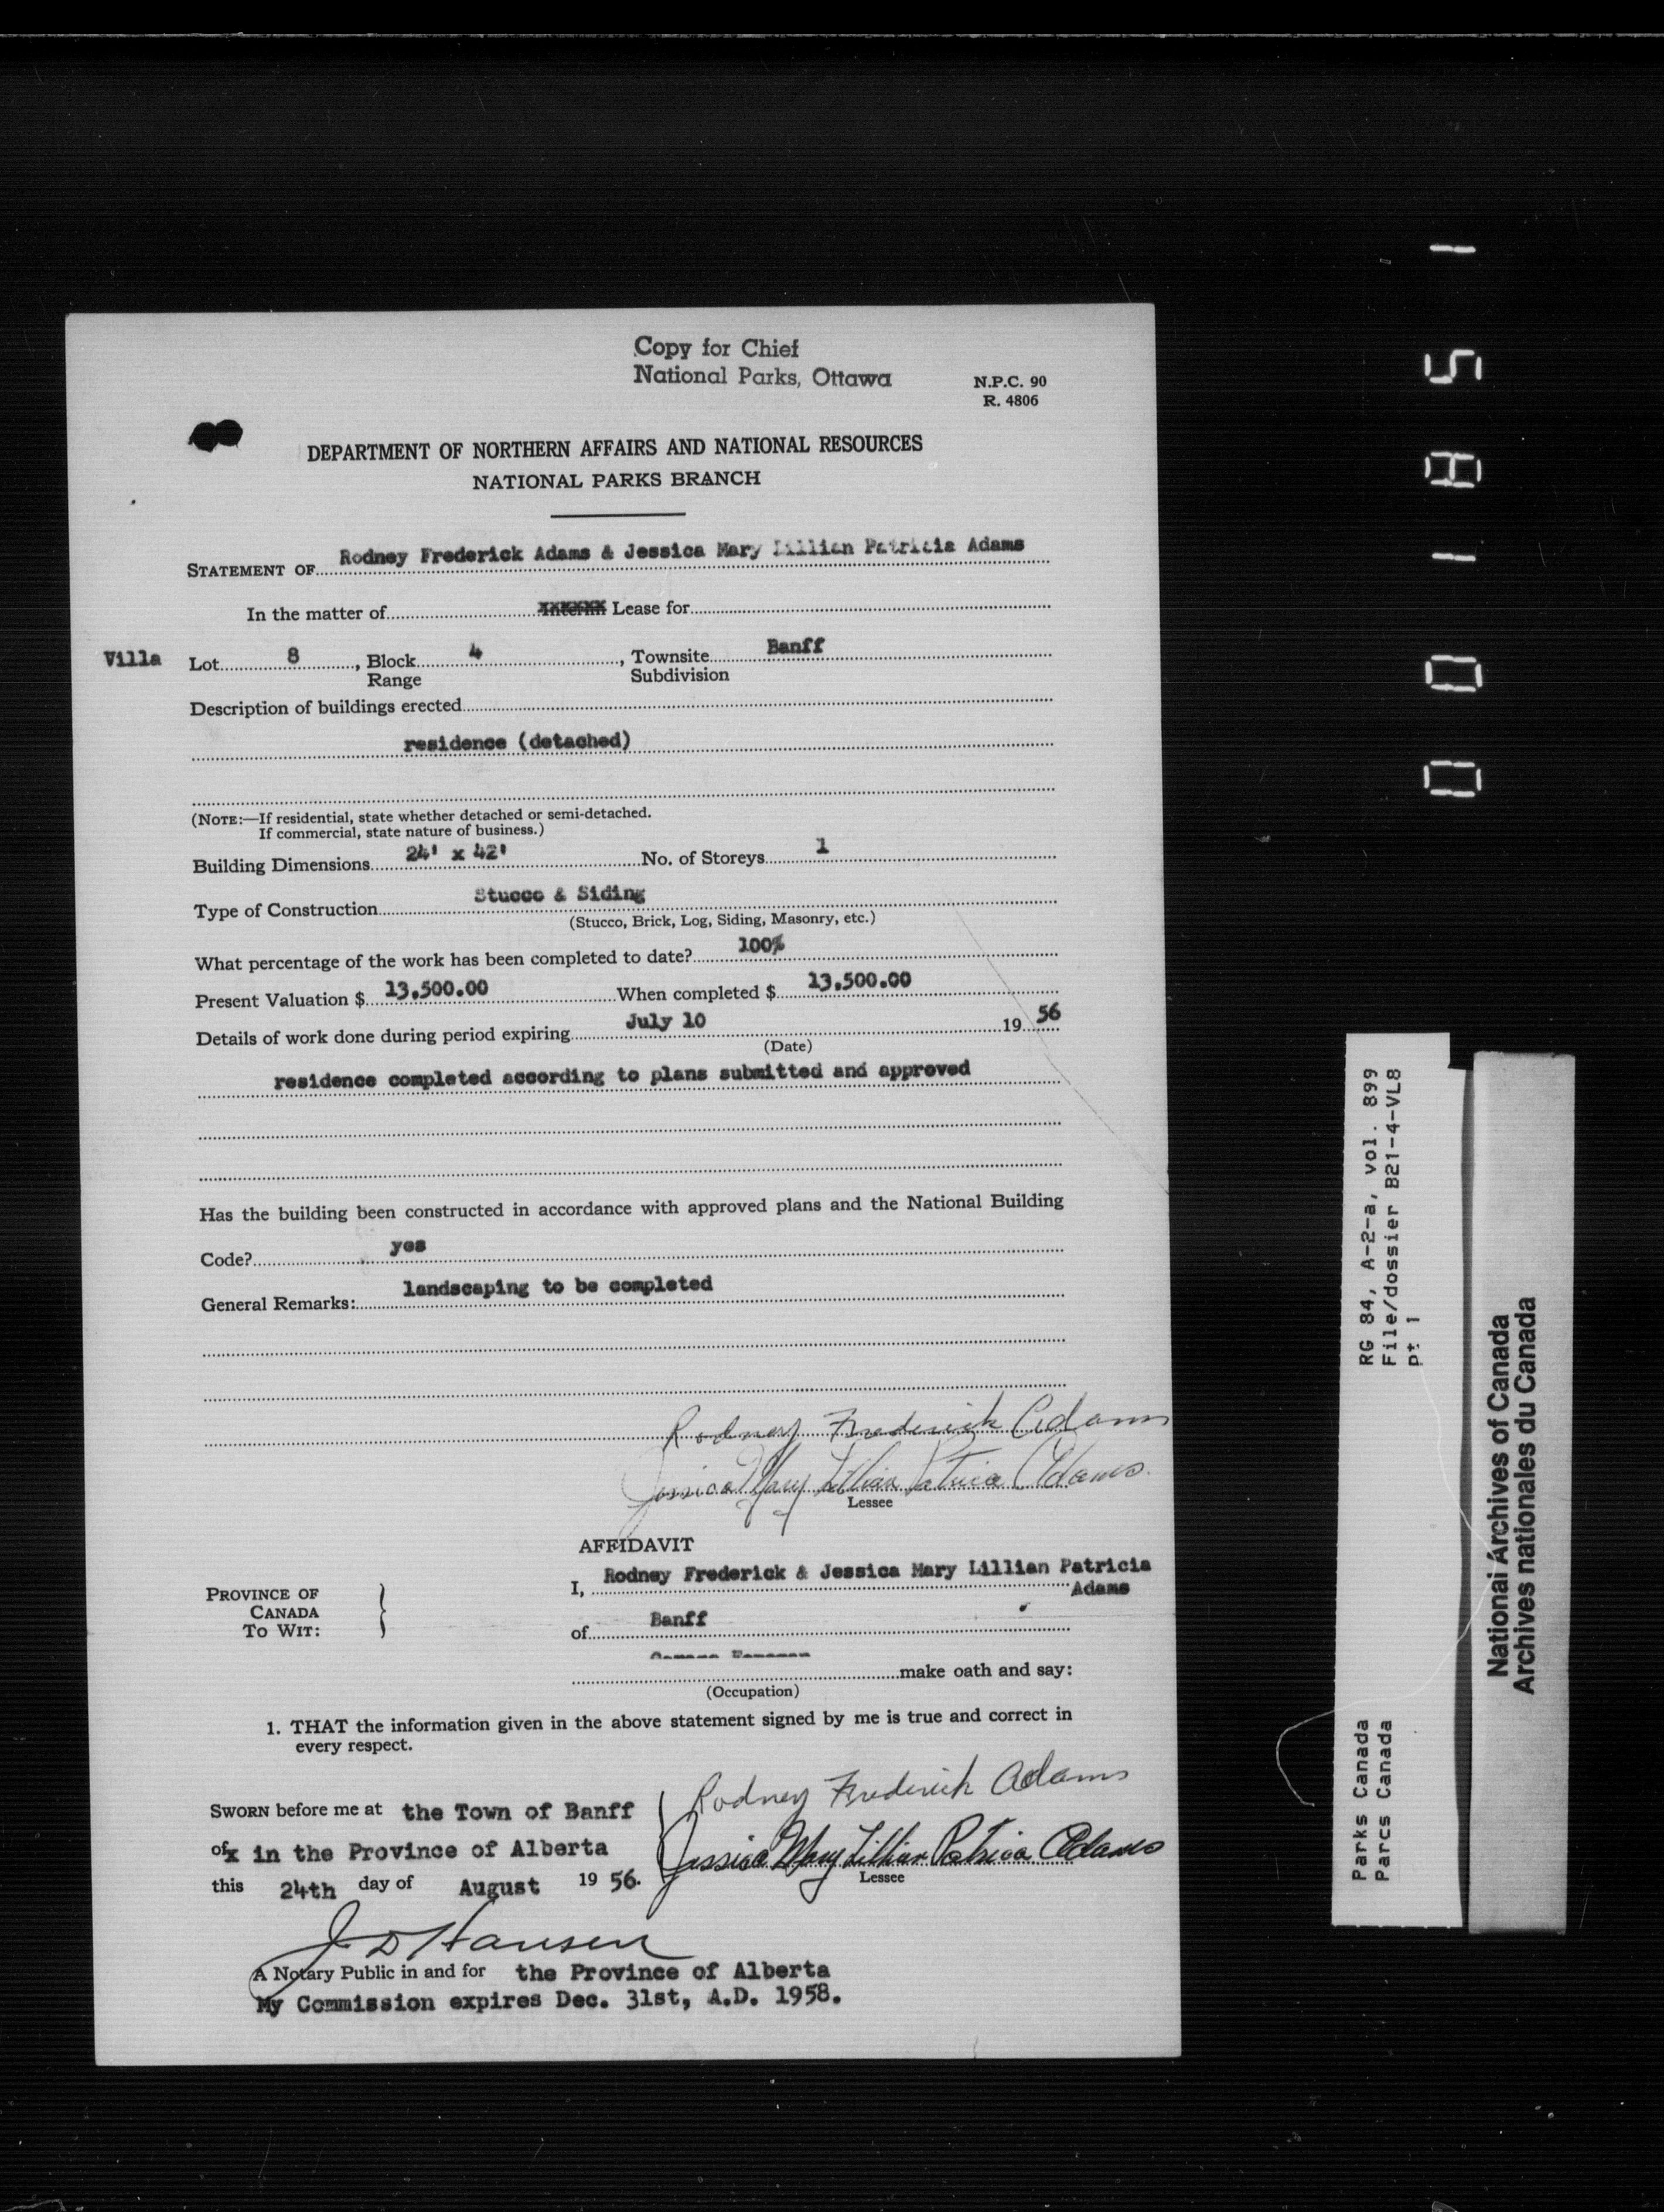 Copy for Chief
National Parks, Ottawa
N.P.C. 90
R. 4806
DEPARTMENT OF NORTHERN AFFAIRS AND NATIONAL RESOURCES
NATIONAL PARKS BRANCH
STATEMENT OF Rodney Frederick Adams & Jessica Mary Lillian Patricia Adams
In the matter of Interim Lease for
Villa Lot 8, Block 4, Townsite Banff
Range Subdivision
Description of buildings erected
residence (detached)
(NOTE:—If residential, state whether detached or semi-detached.
If commercial, state nature of business.)
Building Dimensions 24' x 42' No. of Storeys 1
Type of Construction Stucco & Siding
(Stucco, Brick, Log, Siding, Masonry, etc.)
What percentage of the work has been completed to date? 100%
Present Valuation $ 13,500.00 When completed $ 13,500.00
Details of work done during period expiring July 10 19 56
(Date)
residence completed according to plans submitted and approved
Has the building been constructed in accordance with approved plans and the National Building
Code? yes
General Remarks: landscaping to be completed
Rodney Frederick Adams
Jessica Mary Lillian Patricia Adams.
Lessee
AFFIDAVIT
PROVINCE OF
CANADA
TO WIT:
I, Rodney Frederick & Jessica Mary Lillian Patricia
Adams
of Banff
make oath and say:
(Occupation)
1. THAT the information given in the above statement signed by me is true and correct in
every respect.
SWORN before me at the Town of Banff
ofx in the Province of Alberta
this 24th day of August 19 56.
Rodney Frederick Adams
Jessica Mary Lillian Patricia Adams
Lessee
J D Hansen
A Notary Public in and for the Province of Alberta
My Commission expires Dec. 31st, A.D. 1958.
001851
RG 84, A-2-a, vol. 899
File/dossier B21-4-VL8
pt 1
Parks Canada
Parcs Canada
National Archives of Canada
Archives nationales du Canada